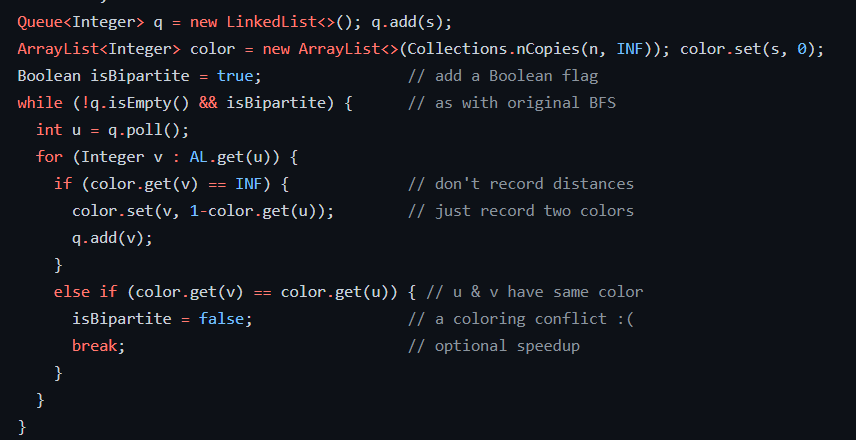 Queue<Integer> q = new LinkedList<>(); q.add(s);
ArrayList<Integer> color = new ArrayList<>(Collections.nCopies(n, INF)); color.set(s, 0);
Boolean isBipartite = true;                // add a Boolean flag
while (!q.isEmpty() && isBipartite) {      // as with original BFS
  int u = q.poll();
  for (Integer v : AL.get(u)) {
    if (color.get(v) == INF) {             // don't record distances
      color.set(v, 1-color.get(u));        // just record two colors
      q.add(v);
    }
    else if (color.get(v) == color.get(u)) { // u & v have same color
      isBipartite = false;                 // a coloring conflict :(
      break;                               // optional speedup
    }
  }
}